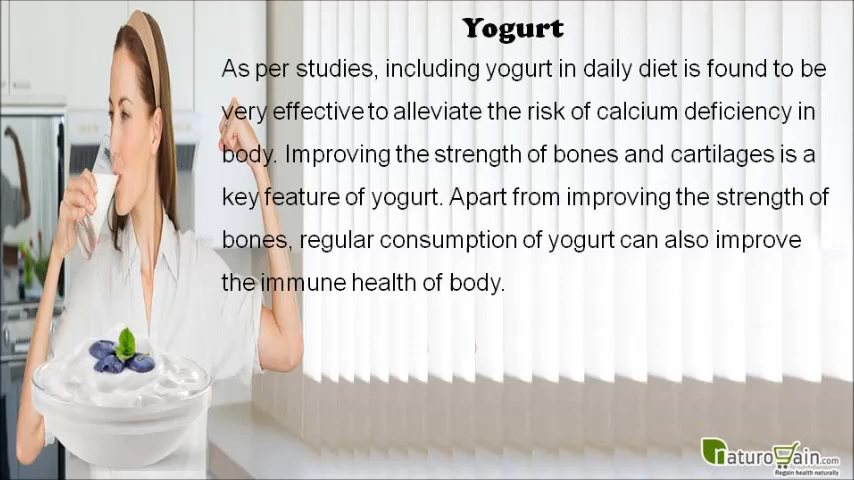 Yogurt
As per studies, including yogurt in daily diet is found to be
very effective to alleviate the risk of calcium deficiency in
body. Improving the strength of bones and cartilages is a
key feature of yogurt. Apart from improving the strength of
bones, regular consumption of yogurt can also improve
the immune health of body.
naturogain.com
Regain health naturally